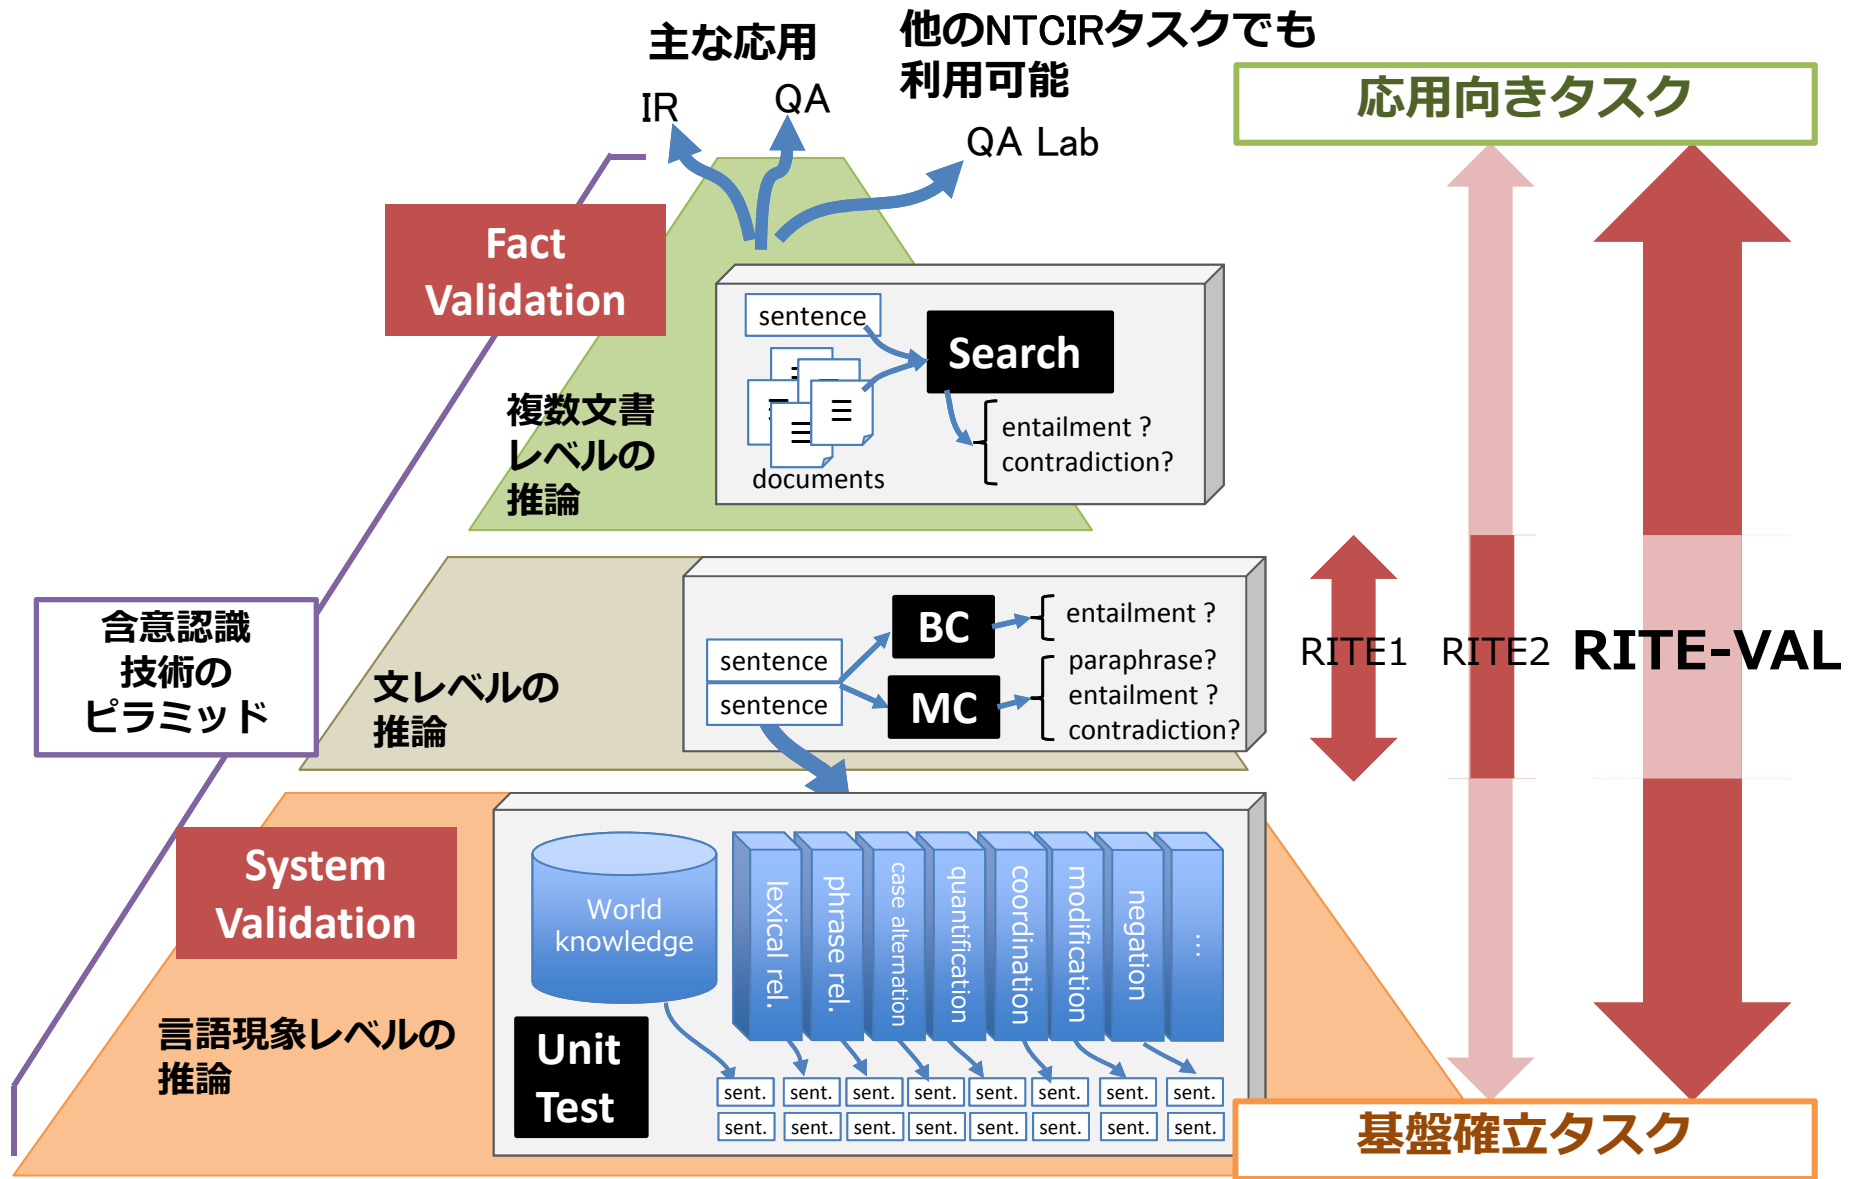 主な応用
他のNTCIRタスクでも
利用可能
IR
QA
QA Lab
応用向きタスク
Fact
Validation
sentence
Search
documents
entailment ?
contradiction?
複数文書
レベルの
推論
含意認識
技術の
ピラミッド
文レベルの
推論
sentence
sentence
BC
MC
entailment ?
paraphrase?
entailment ?
contradiction?
RITE1
RITE2
RITE-VAL
System
Validation
言語現象レベルの
推論
World
knowledge
lexical rel.
phrase rel.
case alternation
quantification
coordination
modification
negation
…
Unit
Test
sent. sent. sent. sent. sent. sent. sent. sent.
sent. sent. sent. sent. sent. sent. sent. sent.
基盤確立タスク